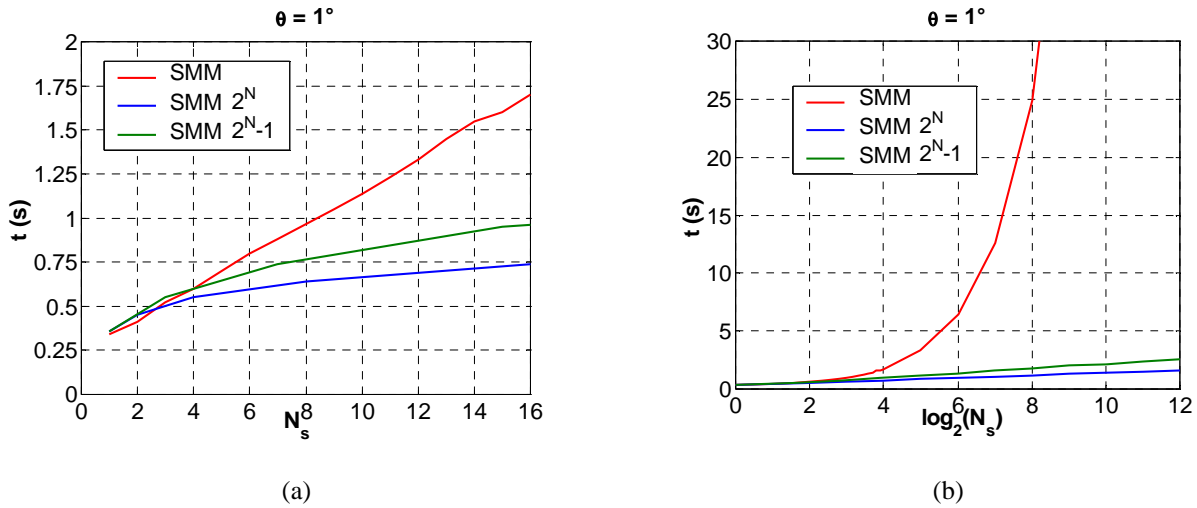 θ = 1°
2
1.75
1.5
1.25
1
0.75
0.5
0.25
0
t (s)
SMM
SMM 2^N
SMM 2^N-1
0 2 4 6 8 10 12 14 16
N_s
(a)
θ = 1°
30
25
20
15
10
5
0
t (s)
SMM
SMM 2^N
SMM 2^N-1
0 2 4 6 8 10 12
log_2(N_s)
(b)